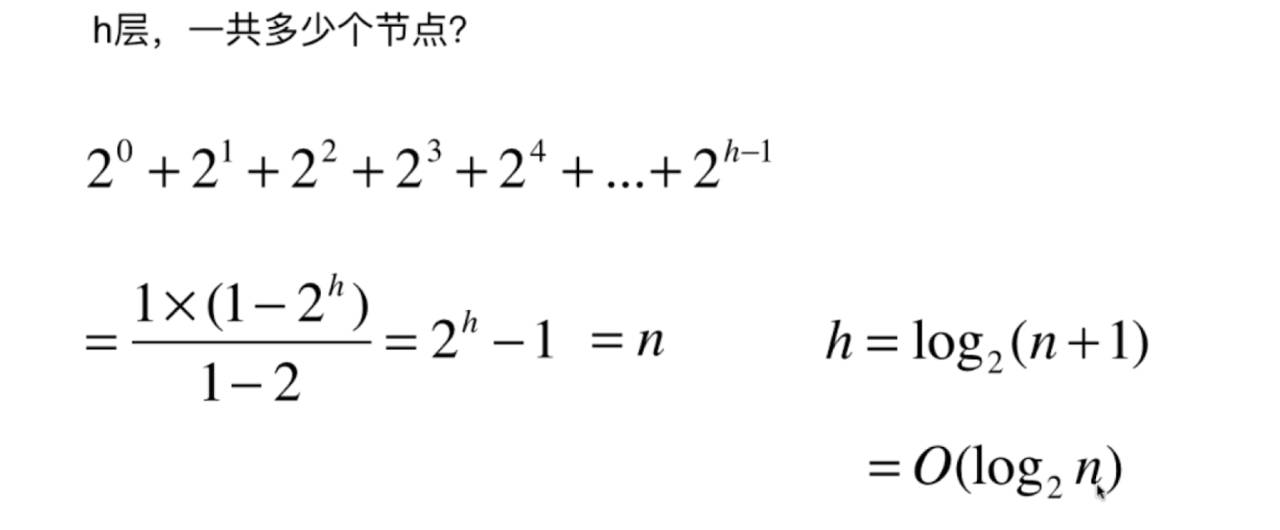 h层，一共多少个节点?
2^0 + 2^1 + 2^2 + 2^3 + 2^4 + ...+ 2^{h-1}
= \frac{1×(1−2^h)}{1−2} = 2^h − 1 = n
h = log_2(n+1)
= O(log_2 n)